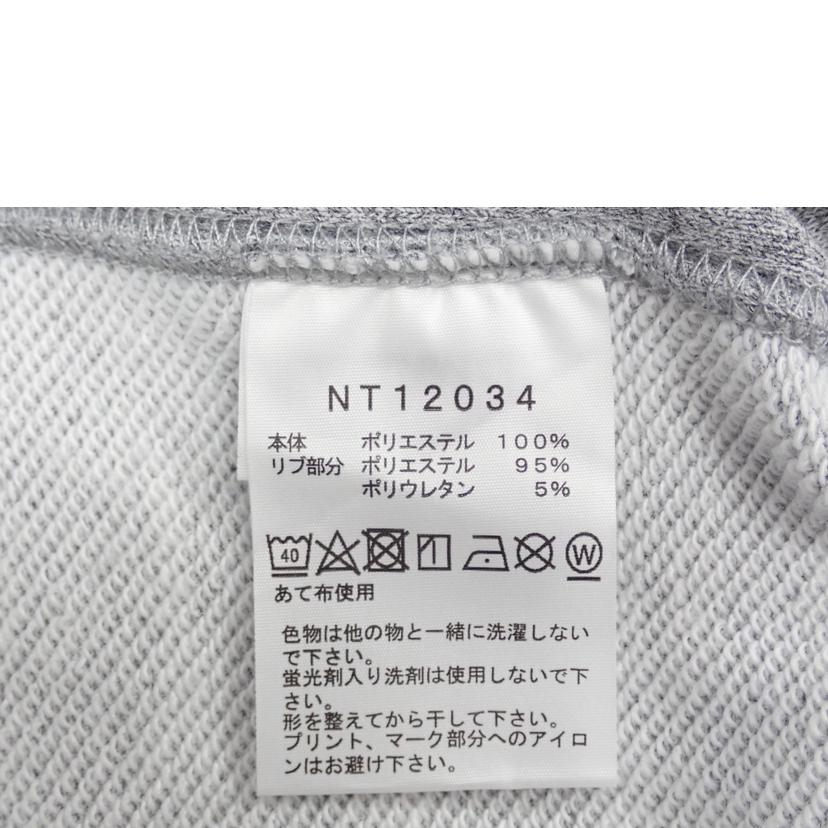 NT12034
本体 ポリエステル 100%
リブ部分 ポリエステル 95%
ポリウレタン 5%
40 W
あて布使用
色物は他の物と一緒に洗濯しない
で下さい。
蛍光剤入り洗剤は使用しないで下
さい。
形を整えてから干して下さい。
プリント、マーク部分へのアイロ
ンはお避け下さい。